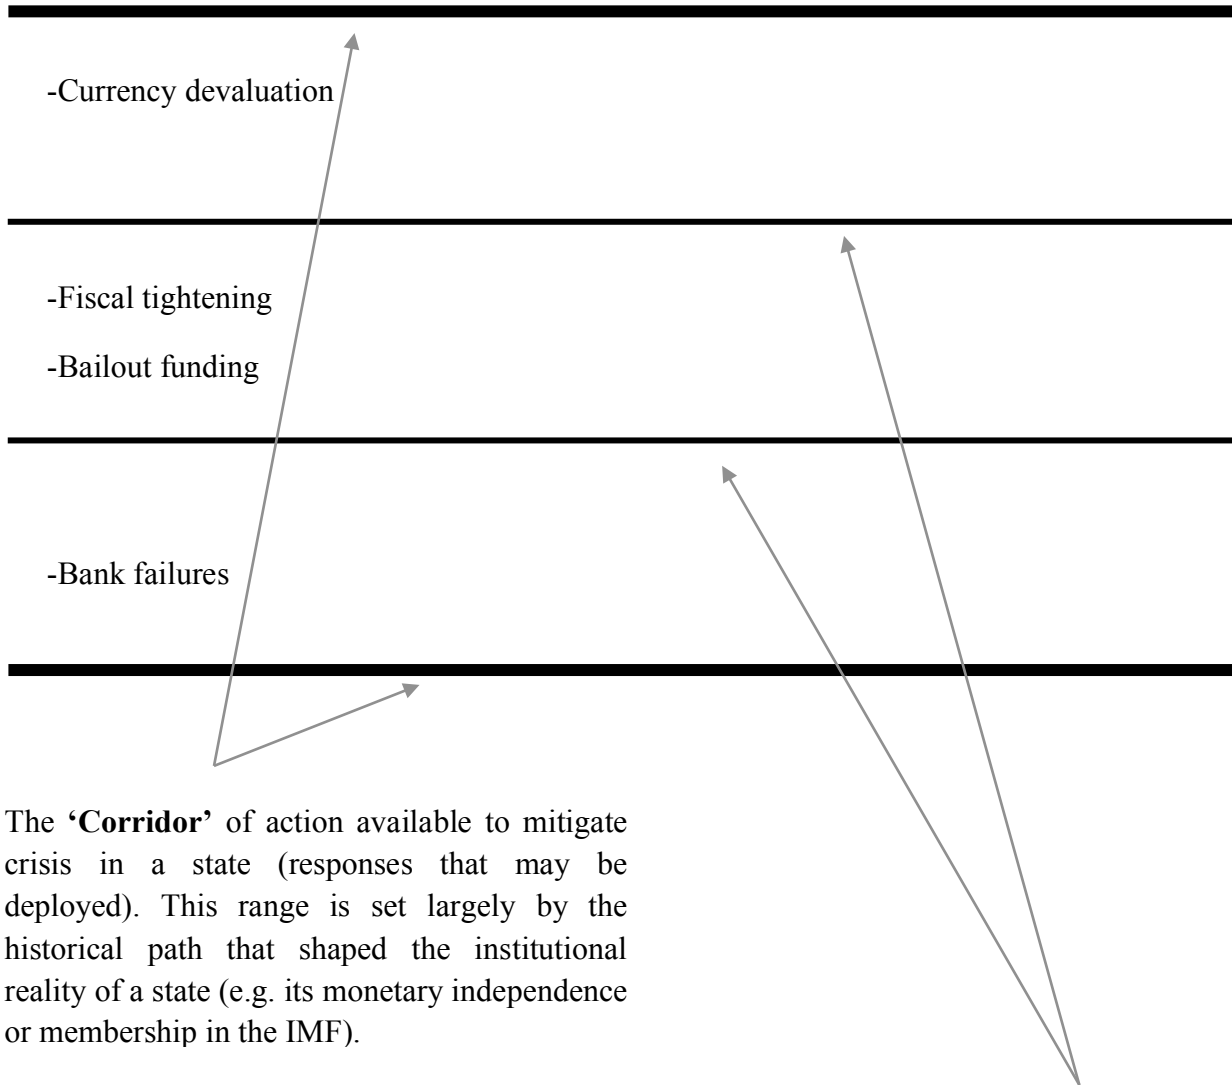 -Currency devaluation
-Fiscal tightening
-Bailout funding
-Bank failures
The ‘Corridor’ of action available to mitigate
crisis in a state (responses that may be
deployed). This range is set largely by the
historical path that shaped the institutional
reality of a state (e.g. its monetary independence
or membership in the IMF).